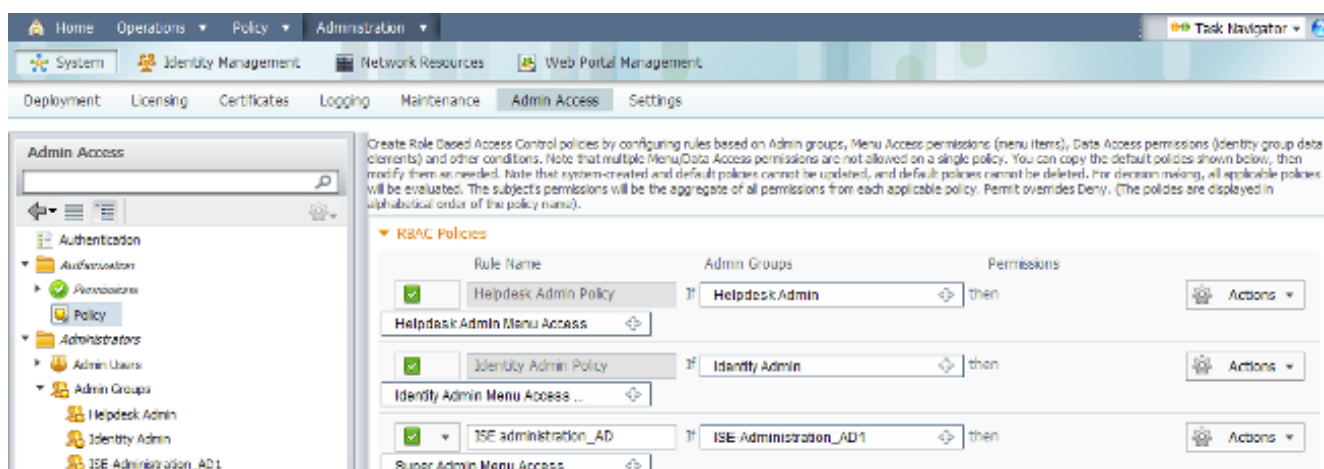 Home Operations Policy Administration Task Navigator
System Identity Management Network Resources Web Portal Management
Deployment Licensing Certificates Logging Maintenance Admin Access Settings
Admin Access
Authentication
Authorization
Permissions
Policy
Administrators
Admin Users
Admin Groups
Helpdesk Admin
Identity Admin
ISE Administration_AD1
Create Role Based Access Control policies by configuring rules based on Admin groups, Menu Access permissions (menu items), Data Access permissions (identity group data
elements) and other conditions. Note that multiple Menu/Data Access permissions are not allowed on a single policy. You can copy the default policies shown below, then
modify them as needed. Note that system-created and default policies cannot be updated, and default policies cannot be deleted. For decision making, all applicable policies
will be evaluated. The subject's permissions will be the aggregate of all permissions from each applicable policy. Permit overrides Deny. (The policies are displayed in
alphabetical order of the policy name).
RBAC Policies
Rule Name Admin Groups Permissions
Helpdesk Admin Policy If Helpdesk Admin then Actions
Helpdesk Admin Menu Access
Identity Admin Policy If Identity Admin then Actions
Identity Admin Menu Access ...
ISE administration_AD If ISE-Administration_AD1 then Actions
Super Admin Menu Access